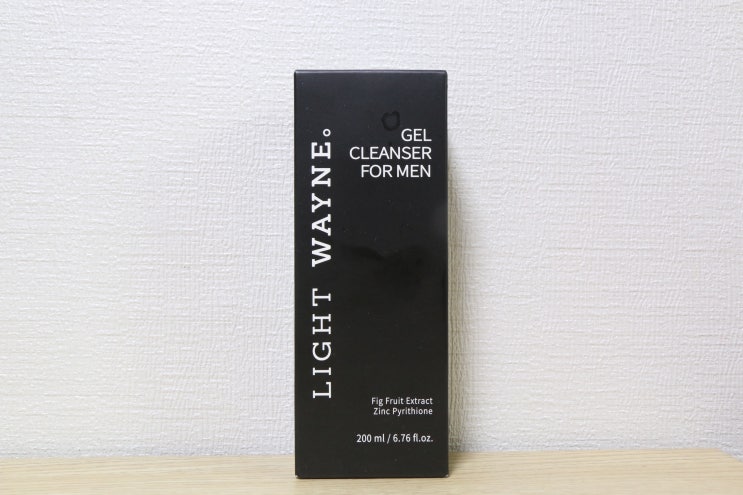 LIGHT WAYNE。
GEL
CLEANSER
FOR MEN
Fig Fruit Extract
Zinc Pyrithione
200 ml / 6.76 fl.oz.